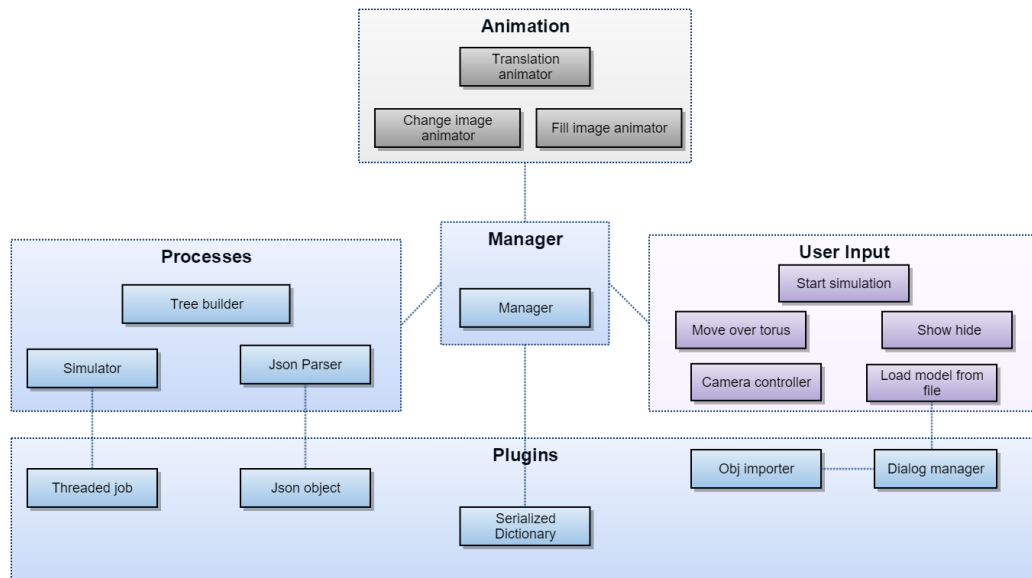 Animation
Translation
animator
Change image
animator
Fill image animator
Manager
Manager
Processes
Tree builder
Simulator
Json Parser
User Input
Start simulation
Move over torus
Show hide
Camera controller
Load model from
file
Plugins
Threaded job
Json object
Serialized
Dictionary
Obj importer
Dialog manager